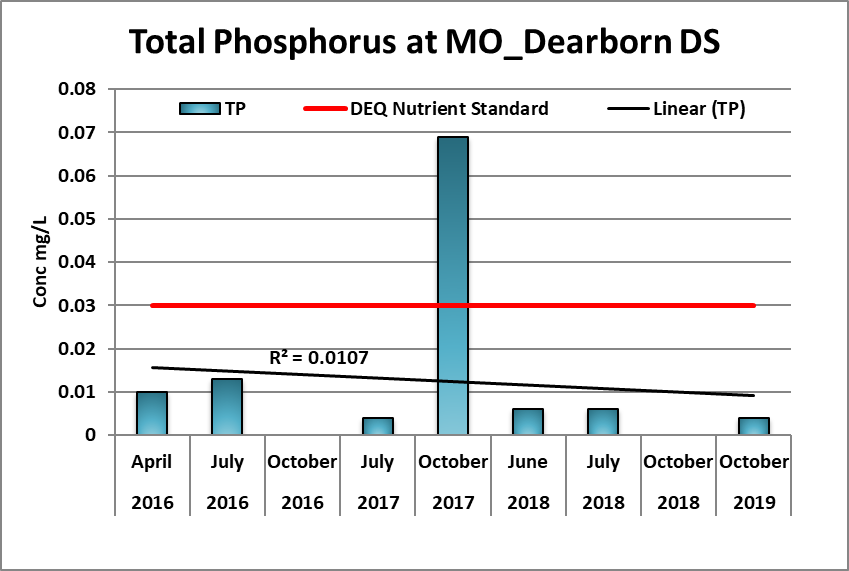 Total Phosphorus at MO_Dearborn DS
0.08
TP DEQ Nutrient Standard Linear (TP)
0.07
0.06
0.05
0.04
0.03
0.02
0.01
0
Conc mg/L
R² = 0.0107
April July October July October June July October October
2016 2016 2016 2017 2017 2018 2018 2018 2019